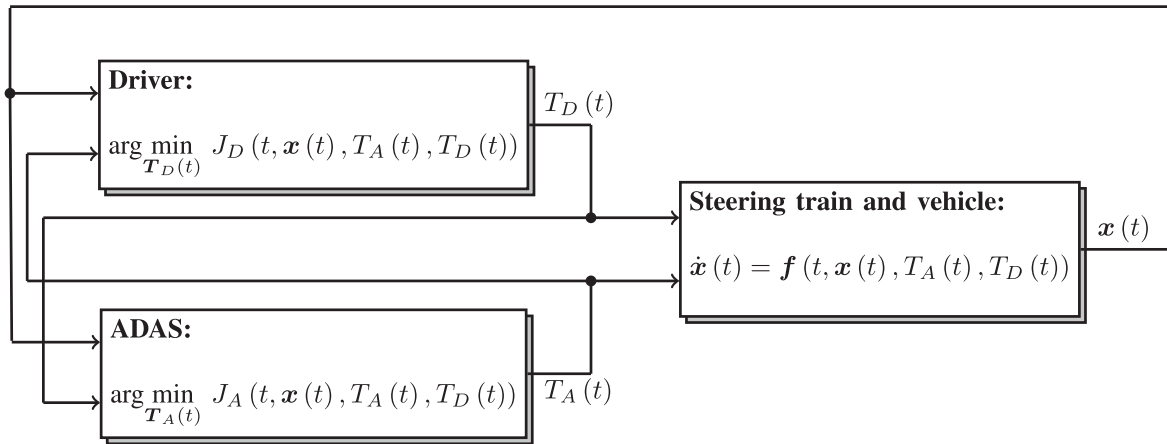 Driver:
arg min J_D (t, x (t) , T_A (t) , T_D (t))
T_D(t)
T_D (t)
Steering train and vehicle:
ẋ (t) = f (t, x (t) , T_A (t) , T_D (t))
x (t)
ADAS:
arg min J_A (t, x (t) , T_A (t) , T_D (t))
T_A(t)
T_A (t)